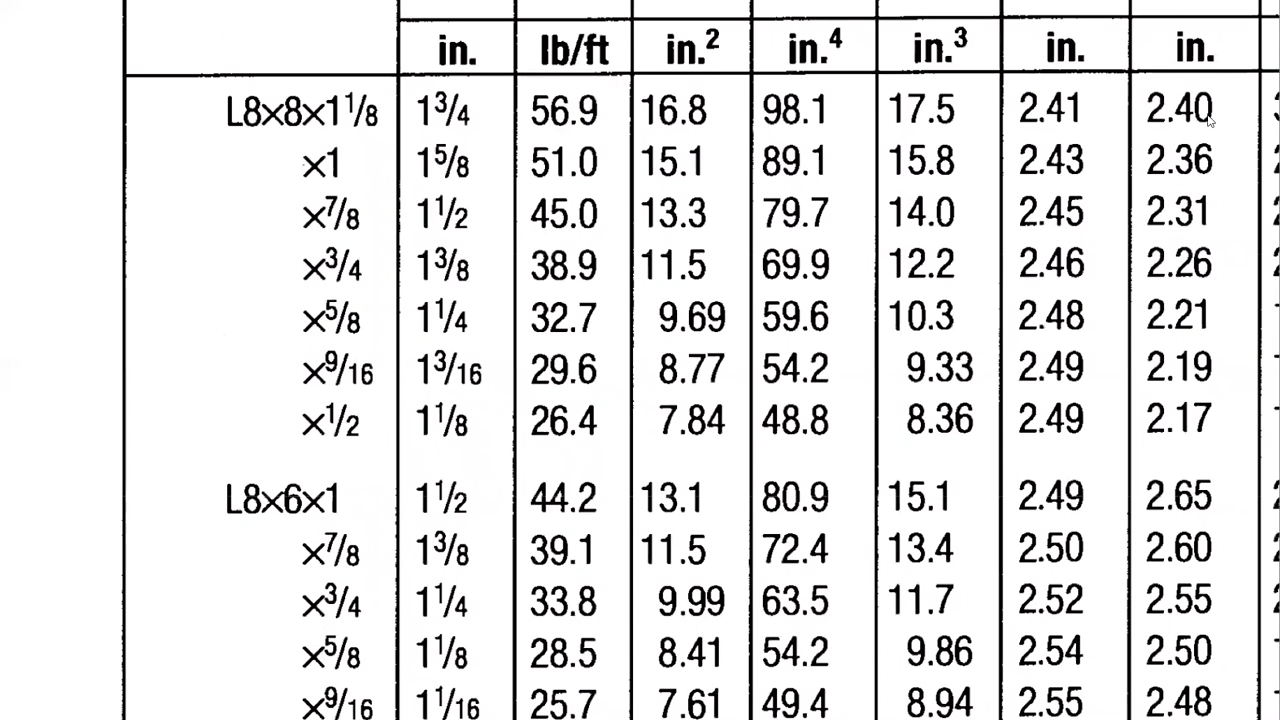 in. lb/ft in.² in.⁴ in.³ in. in.
L8×8×1¹/8 1³/4 56.9 16.8 98.1 17.5 2.41 2.40
×1 1⁵/8 51.0 15.1 89.1 15.8 2.43 2.36
×⁷/8 1¹/2 45.0 13.3 79.7 14.0 2.45 2.31
×³/4 1³/8 38.9 11.5 69.9 12.2 2.46 2.26
×⁵/8 1¹/4 32.7 9.69 59.6 10.3 2.48 2.21
×⁹/16 1³/16 29.6 8.77 54.2 9.33 2.49 2.19
×¹/2 1¹/8 26.4 7.84 48.8 8.36 2.49 2.17
L8×6×1 1¹/2 44.2 13.1 80.9 15.1 2.49 2.65
×⁷/8 1³/8 39.1 11.5 72.4 13.4 2.50 2.60
×³/4 1¹/4 33.8 9.99 63.5 11.7 2.52 2.55
×⁵/8 1¹/8 28.5 8.41 54.2 9.86 2.54 2.50
×⁹/16 1¹/16 25.7 7.61 49.4 8.94 2.55 2.48